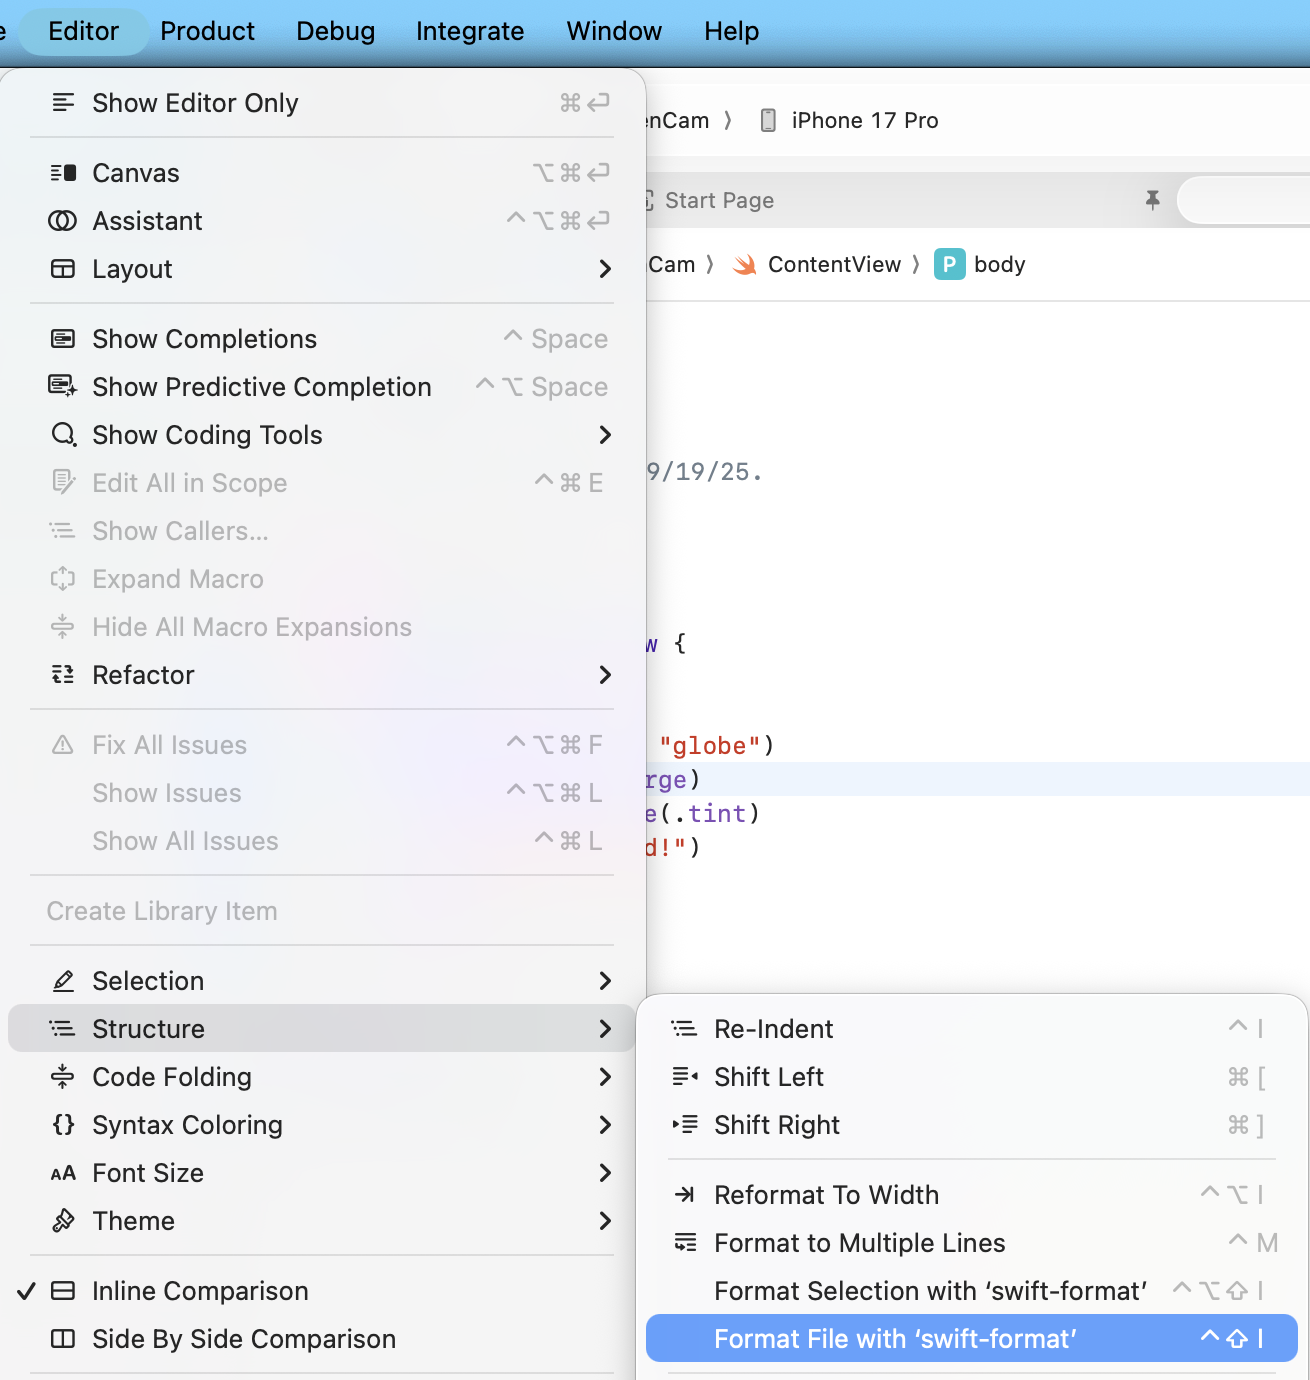 Editor Product Debug Integrate Window Help
Show Editor Only ⌘↩
Canvas ⌥⌘↩
Assistant ^⌥⌘↩
Layout
Show Completions ^ Space
Show Predictive Completion ^⌥ Space
Show Coding Tools
Edit All in Scope ^⌘E
Show Callers...
Expand Macro
Hide All Macro Expansions
Refactor
Fix All Issues ^⌥⌘F
Show Issues ^⌥⌘L
Show All Issues ^⌘L
Create Library Item
Selection
Structure
Code Folding
{} Syntax Coloring
AA Font Size
Theme
Inline Comparison
Side By Side Comparison
enCam 〉 iPhone 17 Pro
Start Page
Cam 〉 ContentView 〉 P body
9/19/25.
w {
"globe")
rge)
e(.tint)
d!")
Re-Indent ^I
Shift Left ⌘[
Shift Right ⌘]
Reformat To Width ^⌥I
Format to Multiple Lines ^M
Format Selection with ‘swift-format’ ^⌥⇧I
Format File with ‘swift-format’ ^⇧I